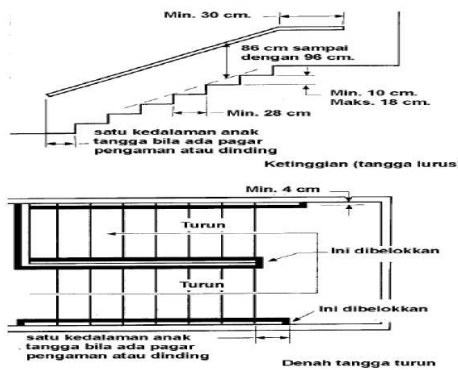 Min. 30 cm.
86 cm sampai
dengan 96 cm.
Min. 10 cm.
Maks. 18 cm.
Min. 28 cm
satu kedalaman anak
tangga bila ada pagar
pengaman atau dinding
Ketinggian (tangga lurus
Min. 4 cm
Turun
Ini dibelokkan
Turun
Ini dibelokkan
satu kedalaman anak
tangga bila ada pagar
pengaman atau dinding
Denah tangga turun